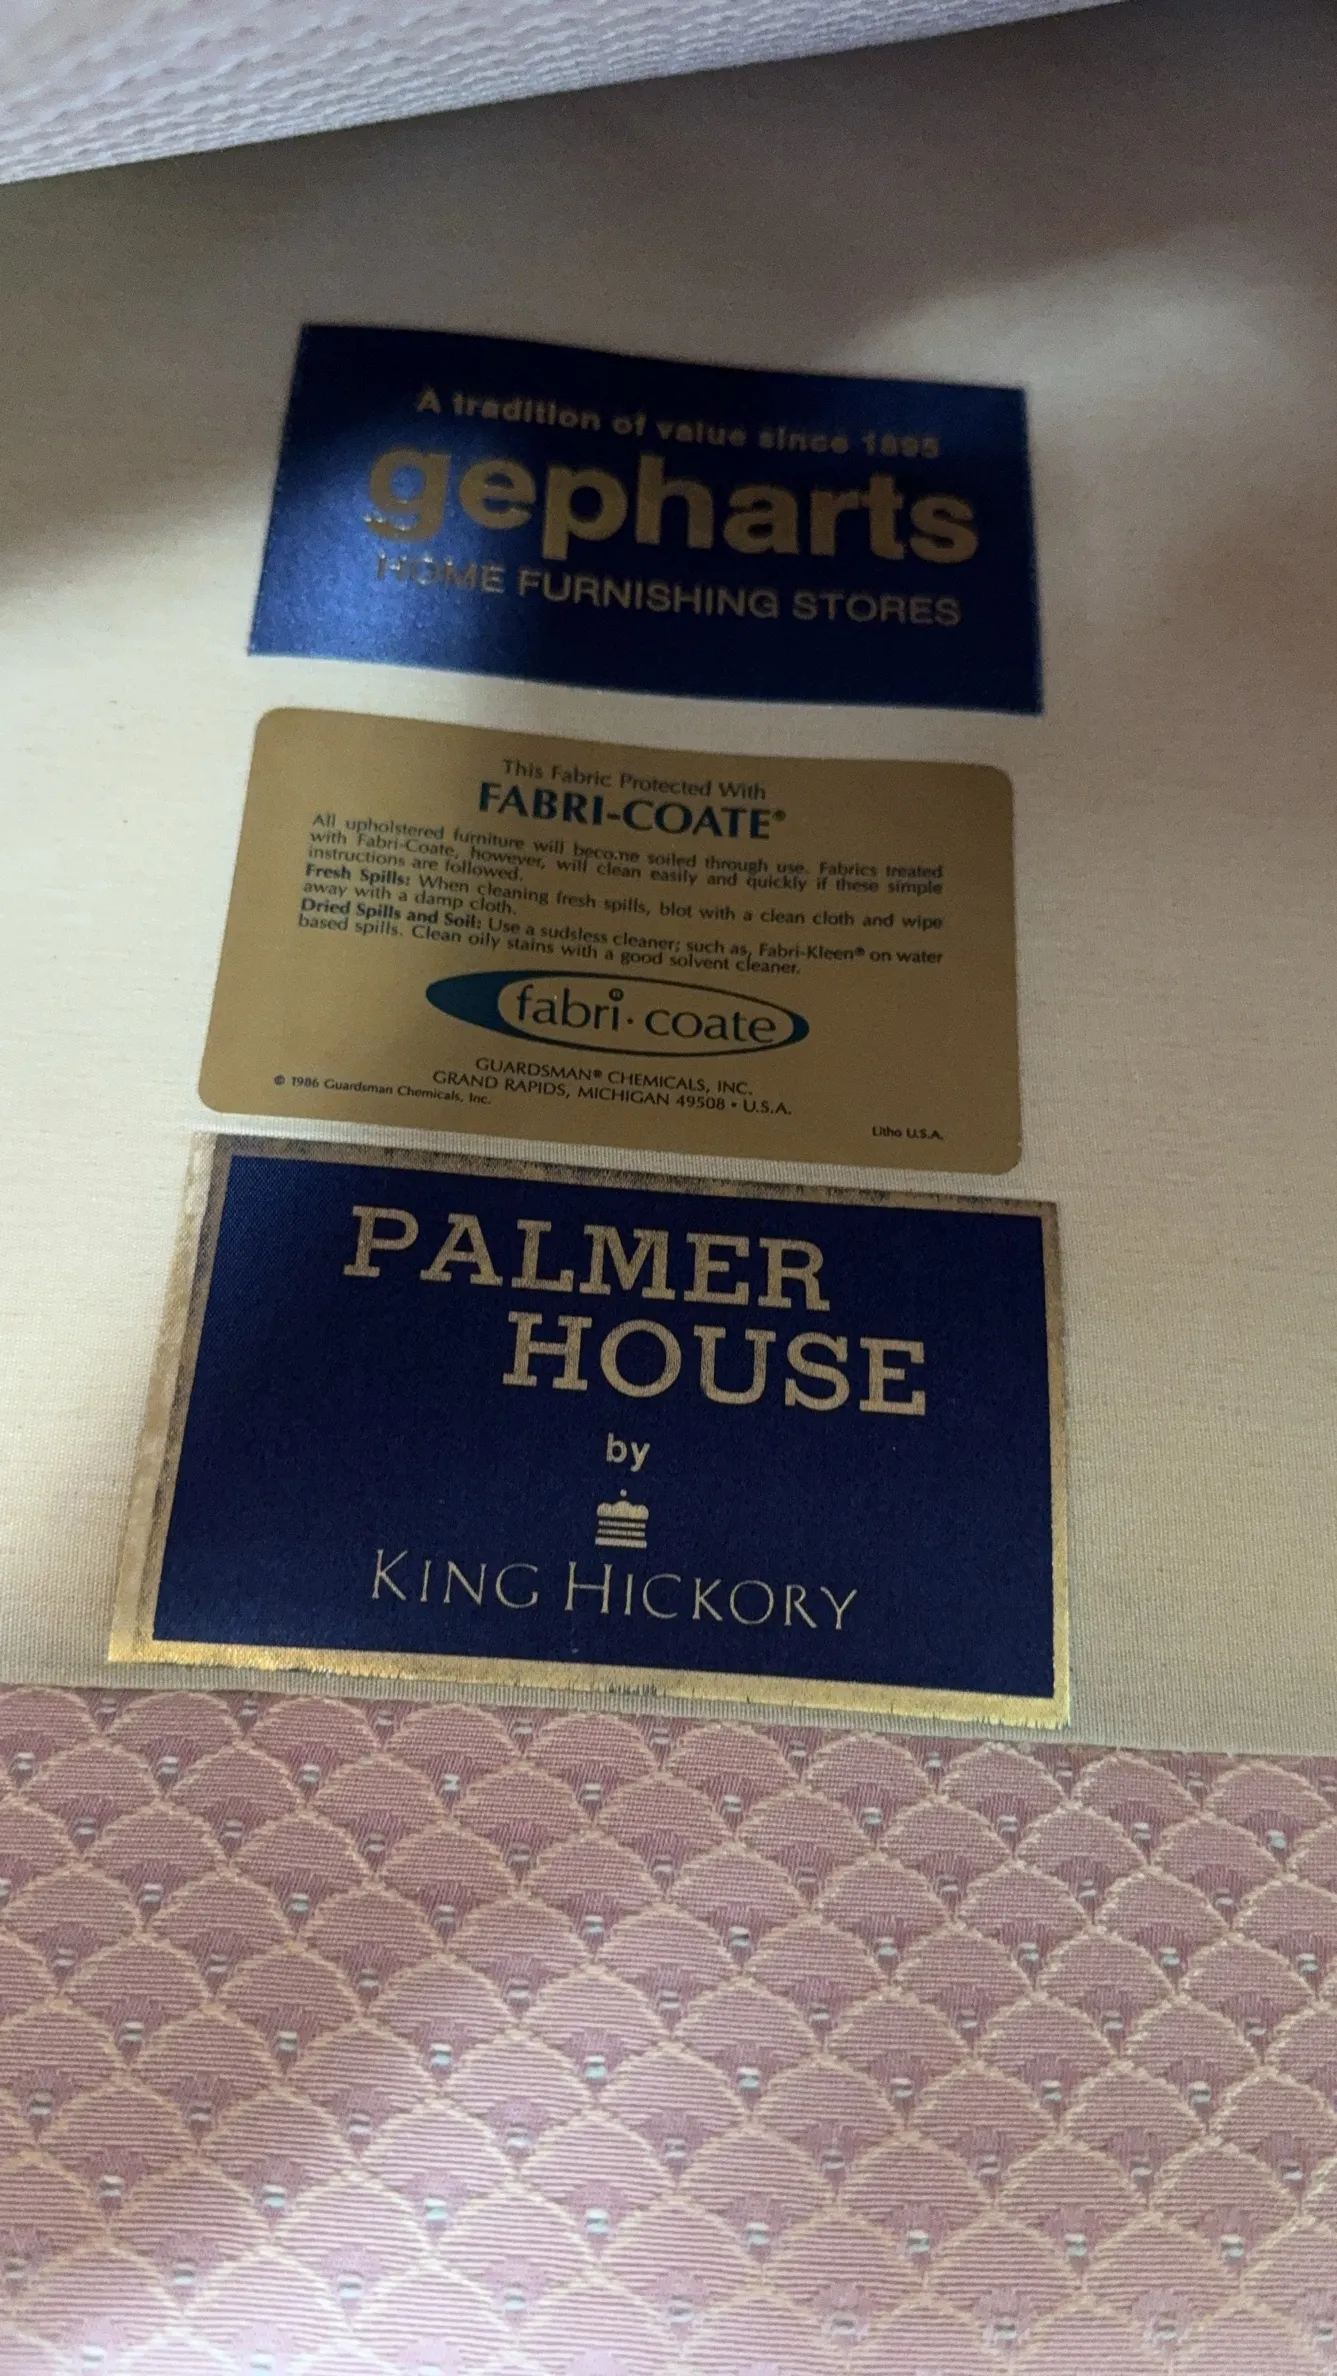 A tradition of value since 1895
gepharts
HOME FURNISHING STORES
This Fabric Protected With
FABRI-COATE®
All upholstered furniture will become soiled through use. Fabrics treated
with Fabri-Coate, however, will clean easily and quickly if these simple
instructions are followed.
Fresh Spills: When cleaning fresh spills, blot with a clean cloth and wipe
away with a damp cloth.
Dried Spills and Soil: Use a sudsless cleaner; such as, Fabri-Kleen® on water
based spills. Clean oily stains with a good solvent cleaner.
fabri·coate®
GUARDSMAN® CHEMICALS, INC.
GRAND RAPIDS, MICHIGAN 49508 • U.S.A.
© 1986 Guardsman Chemicals, Inc.
Litho U.S.A.
PALMER
HOUSE
by
KING HICKORY